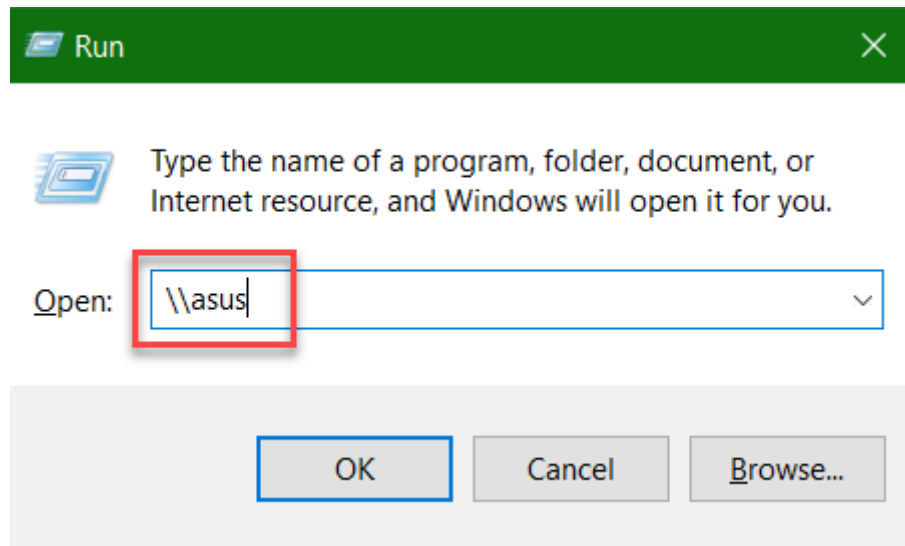 Run
Type the name of a program, folder, document, or
Internet resource, and Windows will open it for you.
Open: \\asus
OK Cancel Browse...